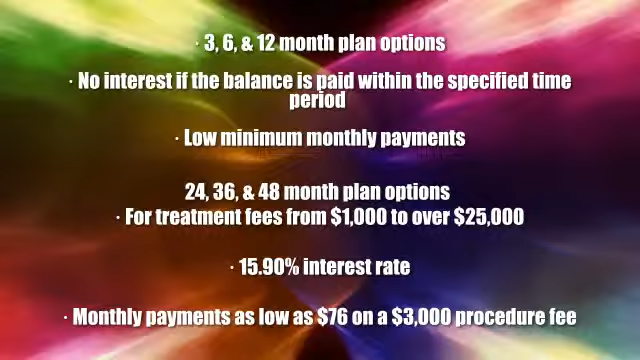 · 3, 6, & 12 month plan options
· No interest if the balance is paid within the specified time
period
· Low minimum monthly payments
24, 36, & 48 month plan options
· For treatment fees from $1,000 to over $25,000
· 15.90% interest rate
· Monthly payments as low as $76 on a $3,000 procedure fee